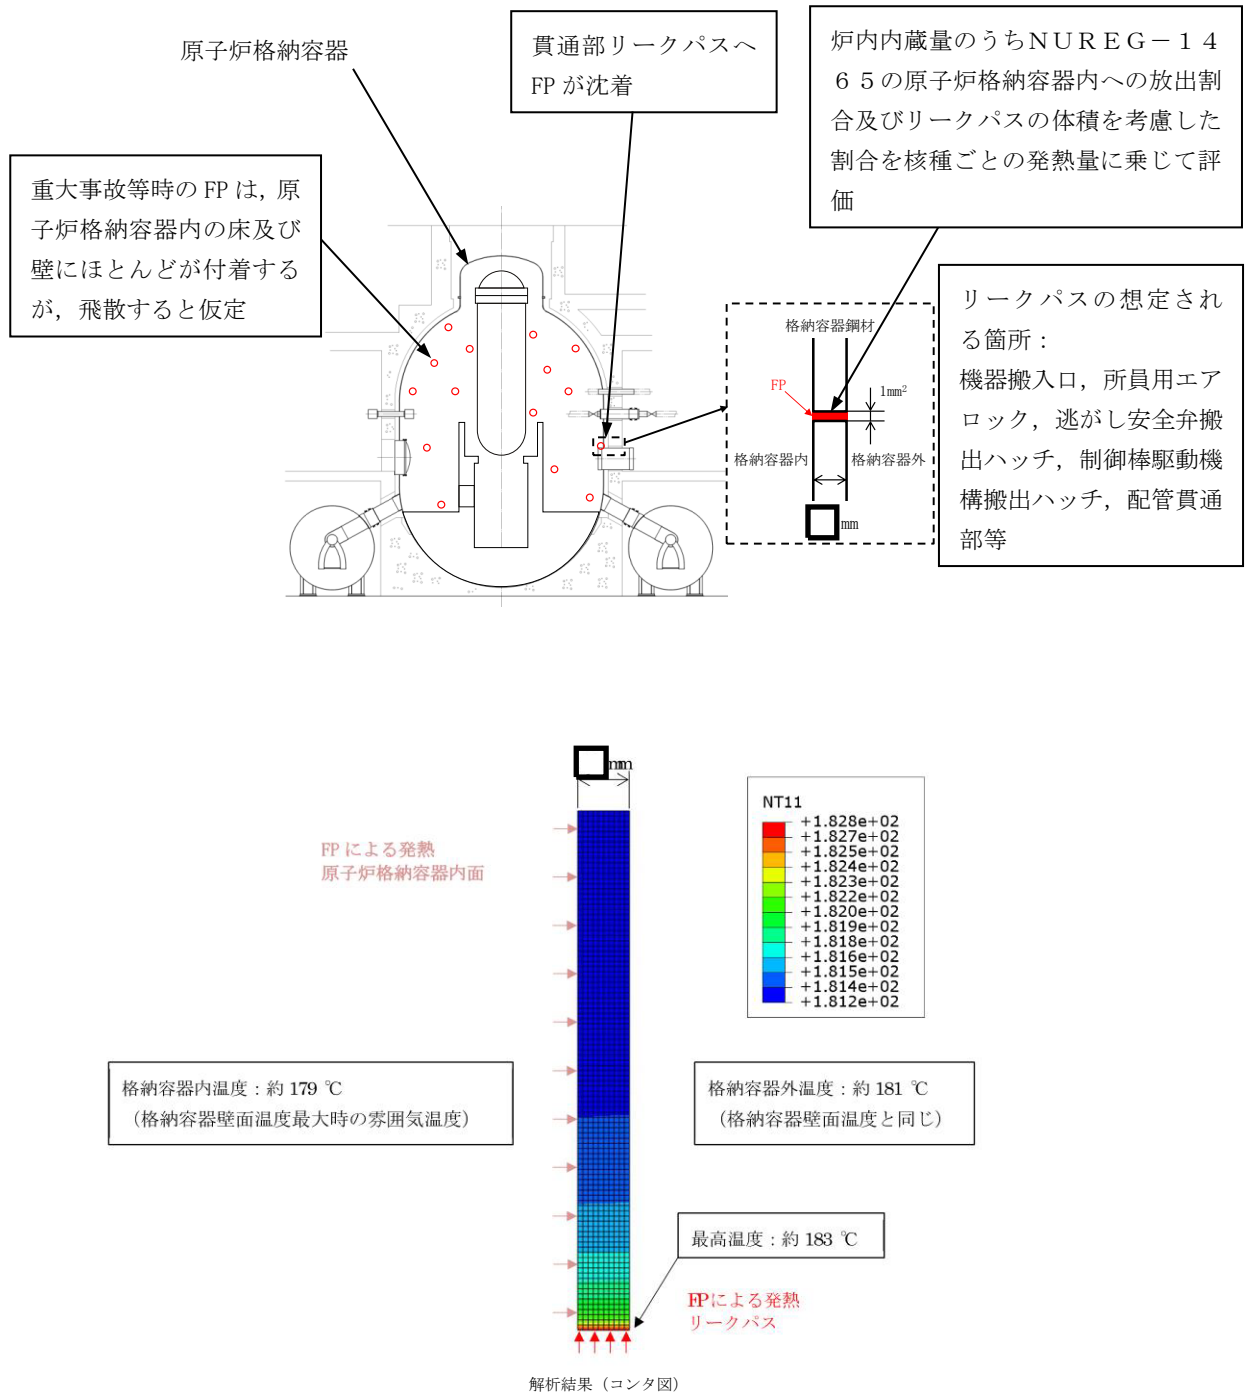 原子炉格納容器
貫通部リークパスへ
FP が沈着
炉内内蔵量のうちＮＵＲＥＧ－１４
６５の原子炉格納容器内への放出割
合及びリークパスの体積を考慮した
割合を核種ごとの発熱量に乗じて評
価
重大事故等時の FP は，原
子炉格納容器内の床及び
壁にほとんどが付着する
が，飛散すると仮定
リークパスの想定され
る箇所：
機器搬入口，所員用エア
ロック，逃がし安全弁搬
出ハッチ，制御棒駆動機
構搬出ハッチ，配管貫通
部等
格納容器鋼材
FP
1mm²
格納容器内
格納容器外
mm
mm
NT11
+1.828e+02
+1.827e+02
+1.825e+02
+1.824e+02
+1.823e+02
+1.822e+02
+1.820e+02
+1.819e+02
+1.818e+02
+1.816e+02
+1.815e+02
+1.814e+02
+1.812e+02
FP による発熱
原子炉格納容器内面
格納容器内温度：約 179 ℃
（格納容器壁面温度最大時の雰囲気温度）
格納容器外温度：約 181 ℃
（格納容器壁面温度と同じ）
最高温度：約 183 ℃
FPによる発熱
リークパス
解析結果（コンタ図）